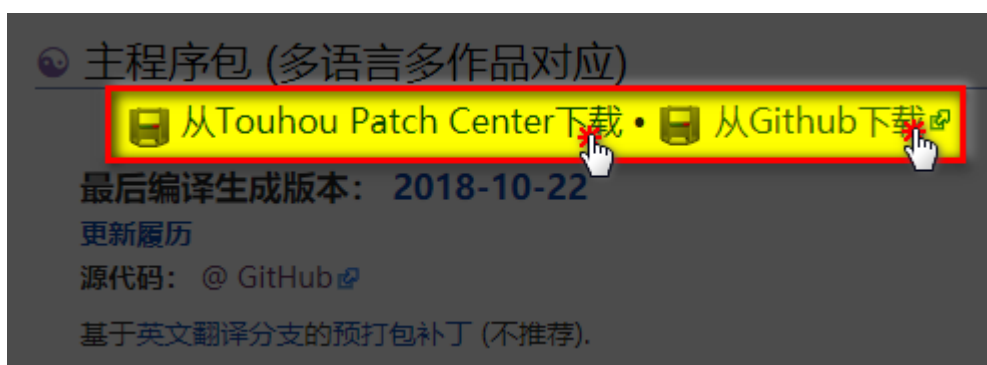 主程序包 (多语言多作品对应)
从Touhou Patch Center下载 • 从Github下载
最后编译生成版本： 2018-10-22
更新履历
源代码： @ GitHub
基于英文翻译分支的预打包补丁 (不推荐).